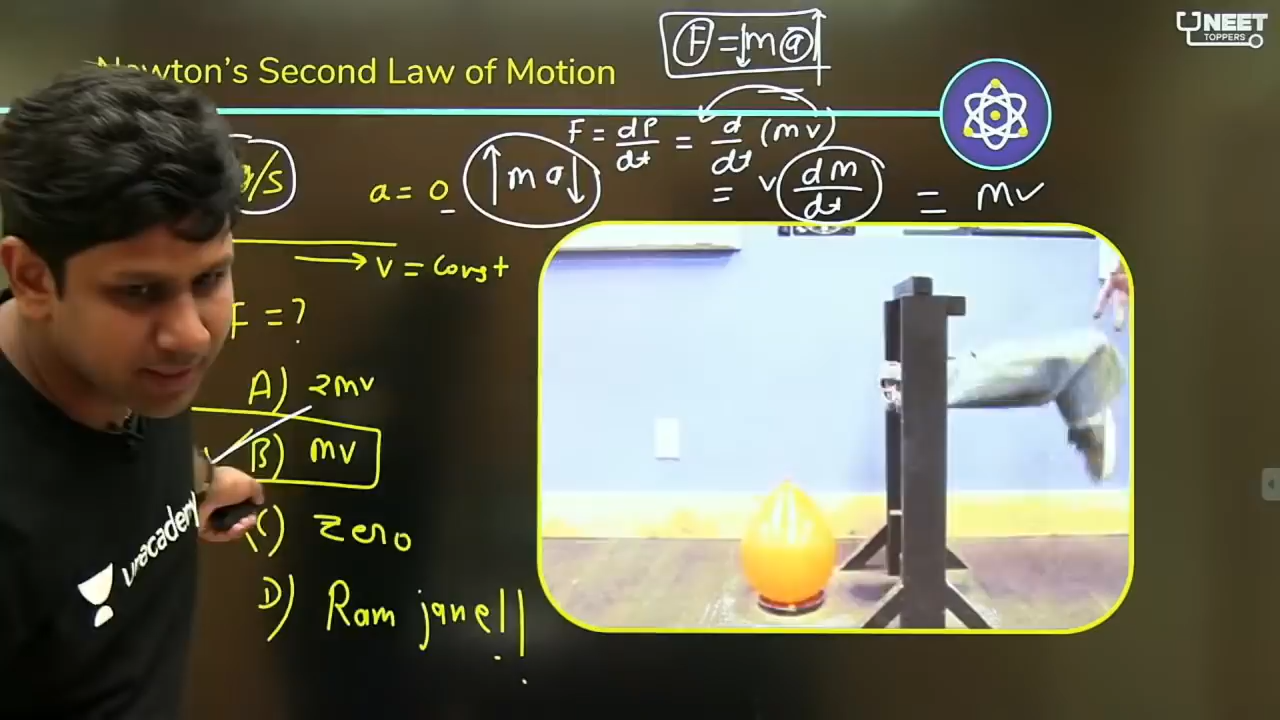 NEET
TOPPERS
Newton's Second Law of Motion
F = ma
F = dP/dt = d/dt (mv)
= v dm/dt = mv
/s
a = 0
ma
v = const
F = ?
A) 2mv
B) mv
C) Zero
D) Ram jane!!
unacademy